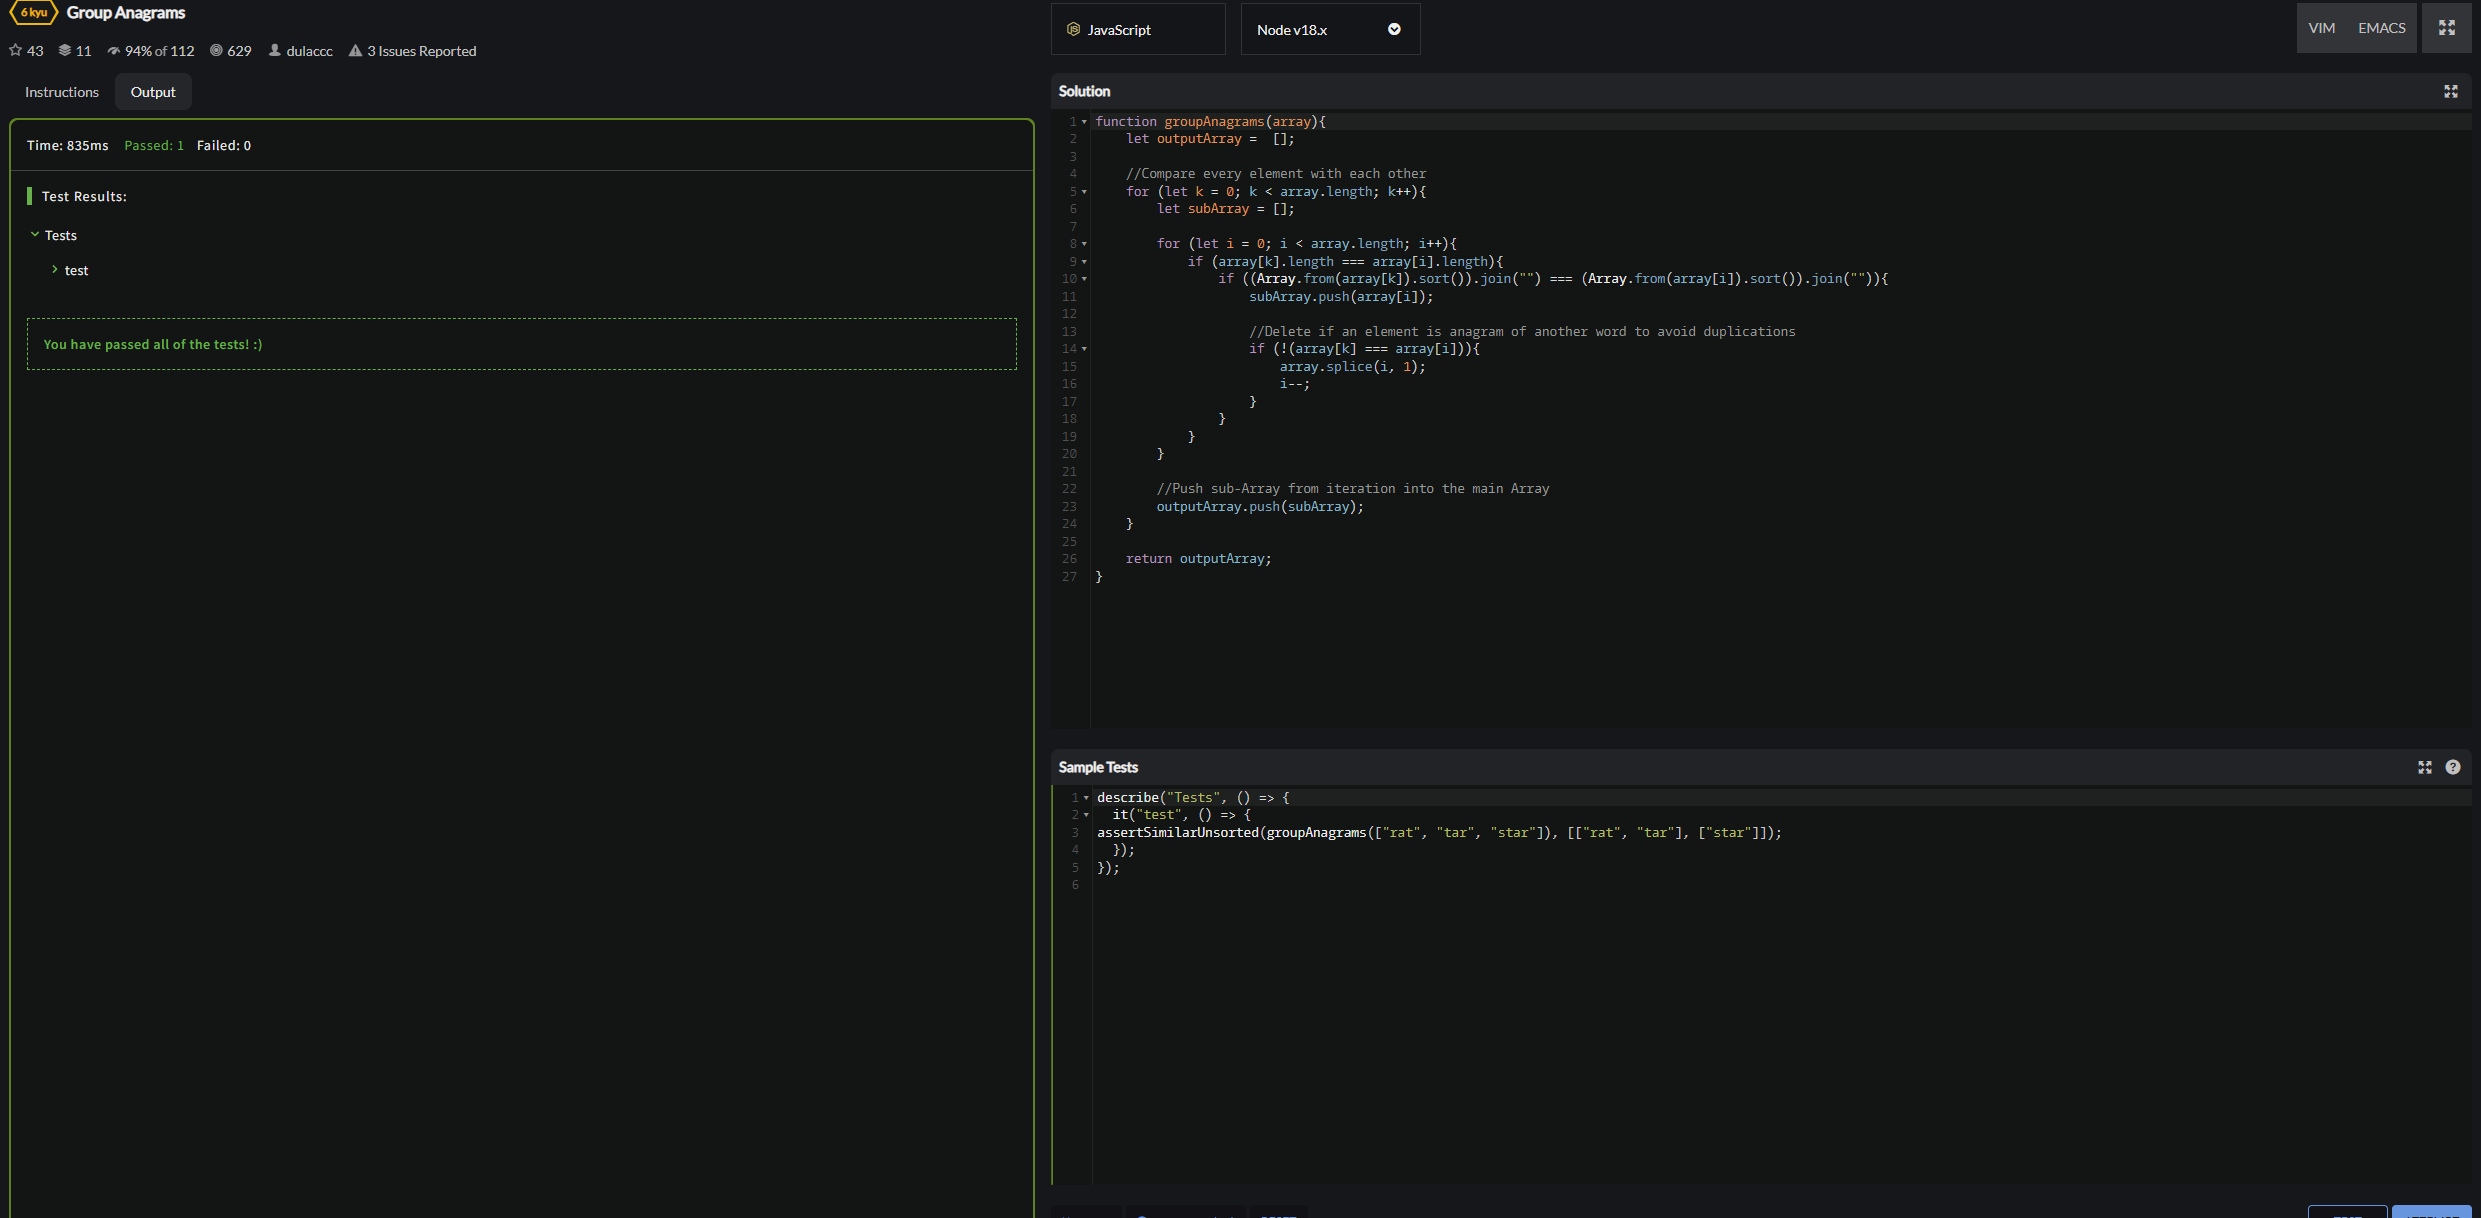 6 kyu Group Anagrams
43 11 94% of 112 629 dulaccc 3 Issues Reported
Instructions Output
Time: 835ms Passed: 1 Failed: 0
Test Results:
Tests
test
You have passed all of the tests! :)
JavaScript Node v18.x VIM EMACS
Solution
1 function groupAnagrams(array){
2     let outputArray =  [];
3
4     //Compare every element with each other
5     for (let k = 0; k < array.length; k++){
6         let subArray = [];
7
8         for (let i = 0; i < array.length; i++){
9             if (array[k].length === array[i].length){
10                 if ((Array.from(array[k]).sort()).join("") === (Array.from(array[i]).sort()).join("")){
11                     subArray.push(array[i]);
12
13                     //Delete if an element is anagram of another word to avoid duplications
14                     if (!(array[k] === array[i])){
15                         array.splice(i, 1);
16                         i--;
17                     }
18                 }
19             }
20         }
21
22         //Push sub-Array from iteration into the main Array
23         outputArray.push(subArray);
24     }
25
26     return outputArray;
27 }
Sample Tests
1 describe("Tests", () => {
2   it("test", () => {
3 assertSimilarUnsorted(groupAnagrams(["rat", "tar", "star"]), [["rat", "tar"], ["star"]]);
4   });
5 });
6